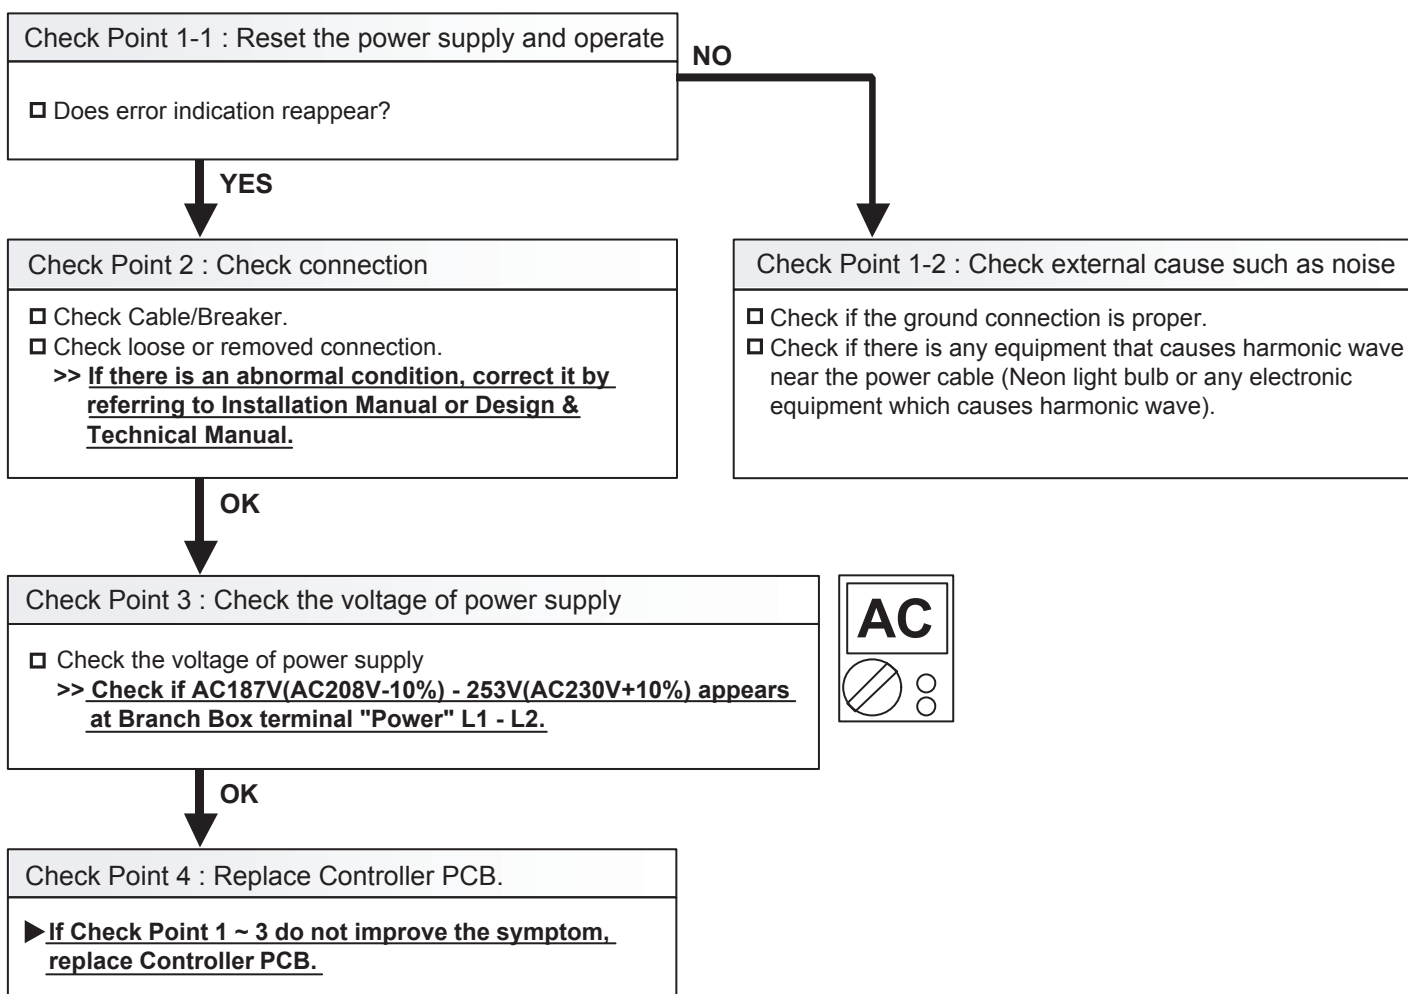 Check Point 1-1 : Reset the power supply and operate
Does error indication reappear?
NO
YES
Check Point 2 : Check connection
Check Cable/Breaker.
Check loose or removed connection.
>> If there is an abnormal condition, correct it by
referring to Installation Manual or Design &
Technical Manual.
Check Point 1-2 : Check external cause such as noise
Check if the ground connection is proper.
Check if there is any equipment that causes harmonic wave
near the power cable (Neon light bulb or any electronic
equipment which causes harmonic wave).
OK
Check Point 3 : Check the voltage of power supply
Check the voltage of power supply
>> Check if AC187V(AC208V-10%) - 253V(AC230V+10%) appears
at Branch Box terminal "Power" L1 - L2.
AC
OK
Check Point 4 : Replace Controller PCB.
▶If Check Point 1 ~ 3 do not improve the symptom,
replace Controller PCB.